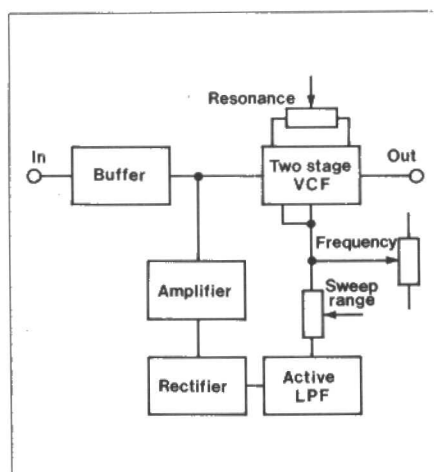 Resonance
In
Buffer
Two stage
VCF
Out
Frequency
Amplifier
Sweep
range
Rectifier
Active
LPF